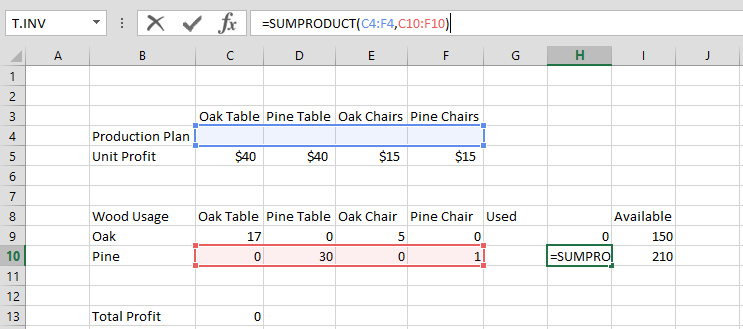 T.INV fx =SUMPRODUCT(C4:F4,C10:F10)
A B C D E F G H I J
1
2
3 Oak Table Pine Table Oak Chairs Pine Chairs
4 Production Plan
5 Unit Profit $40 $40 $15 $15
6
7
8 Wood Usage Oak Table Pine Table Oak Chair Pine Chair Used Available
9 Oak 17 0 5 0 0 150
10 Pine 0 30 0 1 =SUMPRO 210
11
12
13 Total Profit 0